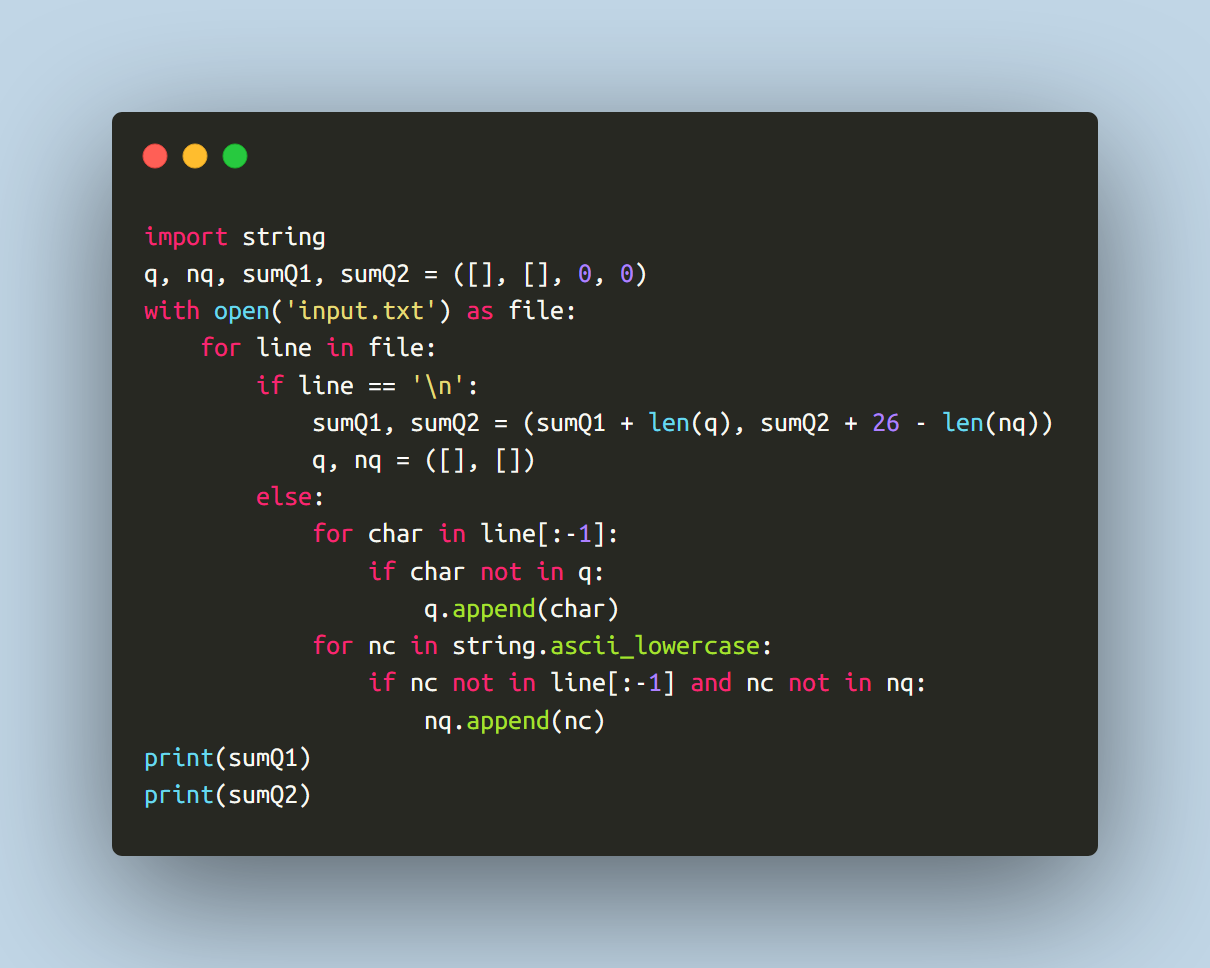 import string
q, nq, sumQ1, sumQ2 = ([], [], 0, 0)
with open('input.txt') as file:
    for line in file:
        if line == '\n':
            sumQ1, sumQ2 = (sumQ1 + len(q), sumQ2 + 26 - len(nq))
            q, nq = ([], [])
        else:
            for char in line[:-1]:
                if char not in q:
                    q.append(char)
            for nc in string.ascii_lowercase:
                if nc not in line[:-1] and nc not in nq:
                    nq.append(nc)
print(sumQ1)
print(sumQ2)